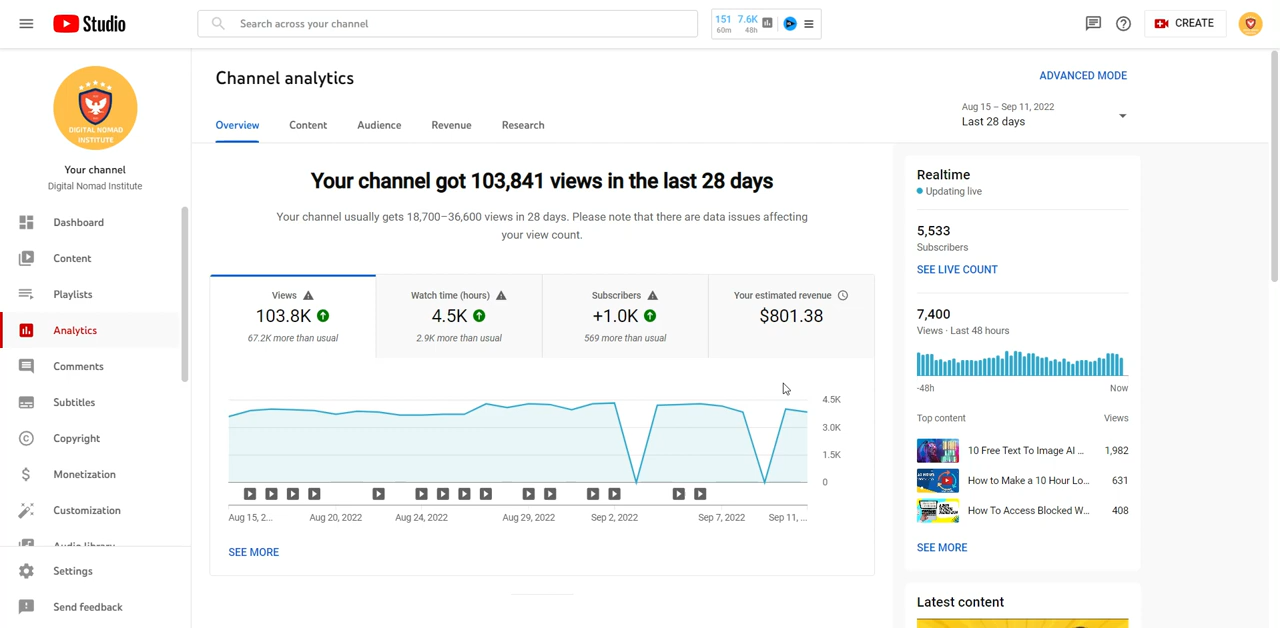 Studio
Search across your channel
151 7.6K
60m 48h
CREATE
DIGITAL NOMAD
INSTITUTE
Your channel
Digital Nomad Institute
Dashboard
Content
Playlists
Analytics
Comments
Subtitles
Copyright
Monetization
Customization
Audio library
Settings
Send feedback
Channel analytics
ADVANCED MODE
Aug 15 – Sep 11, 2022
Last 28 days
Overview Content Audience Revenue Research
Your channel got 103,841 views in the last 28 days
Your channel usually gets 18,700–36,600 views in 28 days. Please note that there are data issues affecting
your view count.
Views
103.8K
67.2K more than usual
Watch time (hours)
4.5K
2.9K more than usual
Subscribers
+1.0K
569 more than usual
Your estimated revenue
$801.38
4.5K
3.0K
1.5K
0
Aug 15, 2... Aug 20, 2022 Aug 24, 2022 Aug 29, 2022 Sep 2, 2022 Sep 7, 2022 Sep 11, ...
SEE MORE
Realtime
Updating live
5,533
Subscribers
SEE LIVE COUNT
7,400
Views · Last 48 hours
-48h Now
Top content Views
10 Free Text To Image AI ... 1,982
How to Make a 10 Hour Lo... 631
How To Access Blocked W... 408
SEE MORE
Latest content